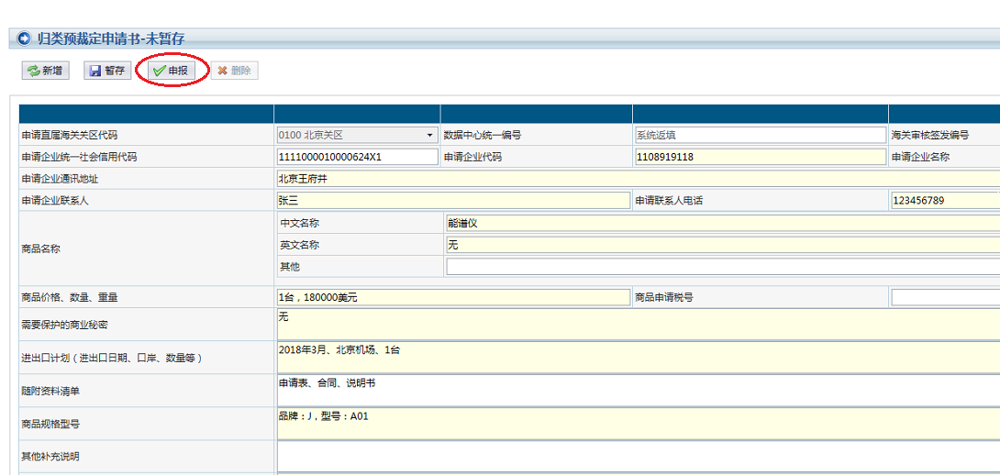 归类预裁定申请书-未暂存
新增 暂存 申报 删除
申请直属海关关区代码 0100 北京关区 数据中心统一编号 系统返填 海关审核签发编号
申请企业统一社会信用代码 1111000010000624X1 申请企业代码 1108919118 申请企业名称
申请企业通讯地址 北京王府井
申请企业联系人 张三 申请联系人电话 123456789
商品名称
中文名称 能谱仪
英文名称 无
其他
商品价格、数量、重量 1台，180000美元 商品申请税号
需要保护的商业秘密 无
进出口计划（进出口日期、口岸、数量等） 2018年3月、北京机场、1台
随附资料清单 申请表、合同、说明书
商品规格型号 品牌：J，型号：A01
其他补充说明